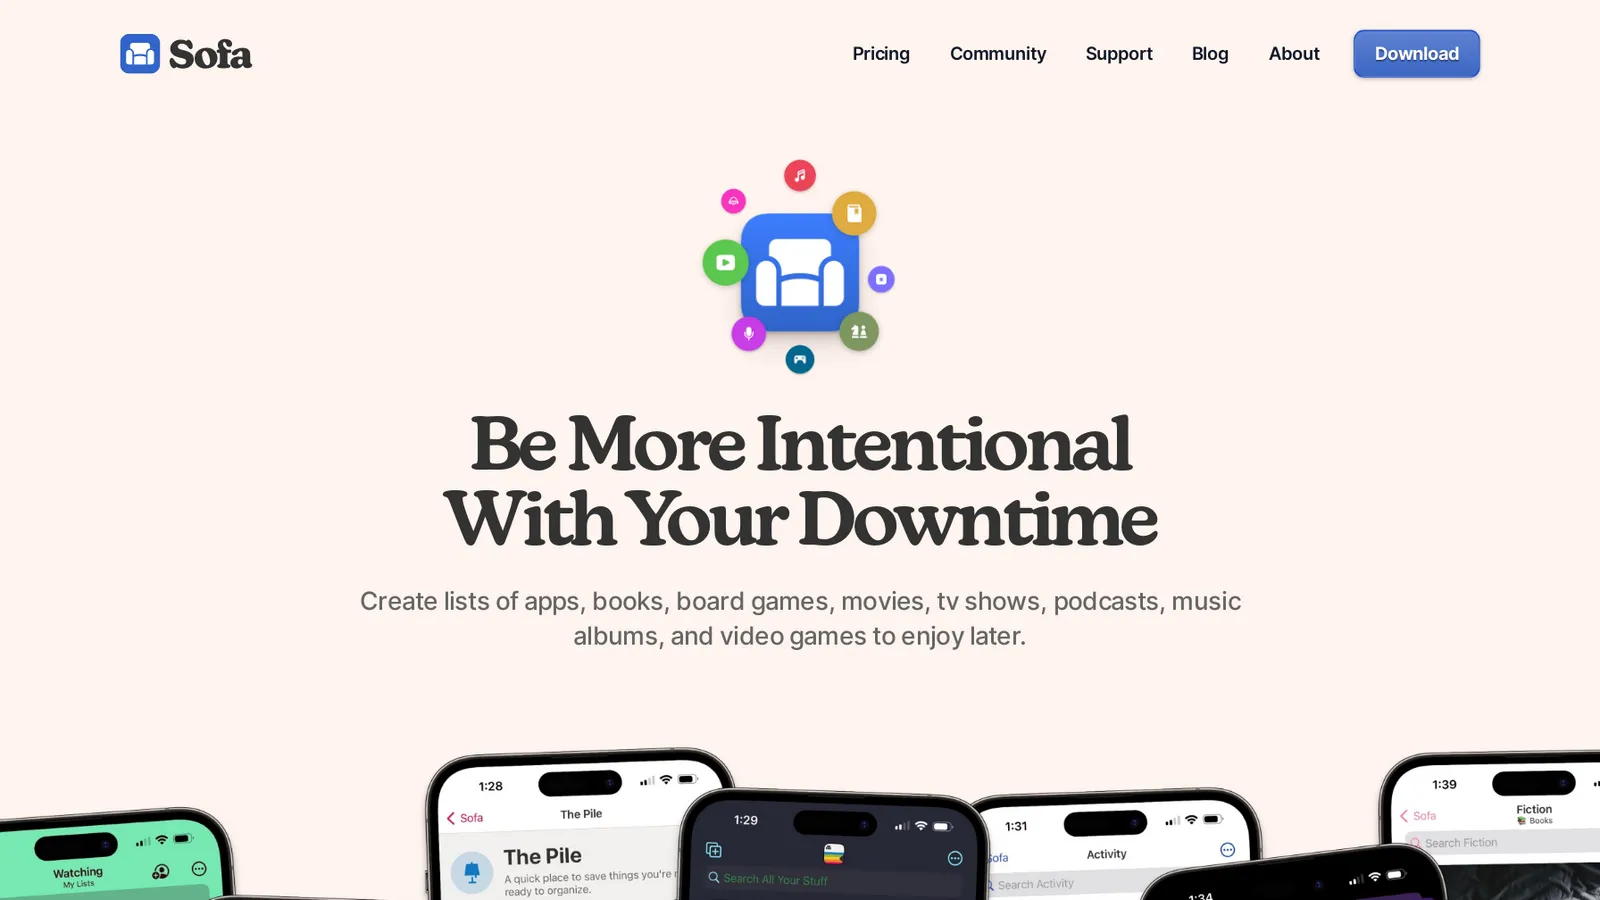 Sofa
Pricing
Community
Support
Blog
About
Download
Be More Intentional
With Your Downtime
Create lists of apps, books, board games, movies, tv shows, podcasts, music
albums, and video games to enjoy later.
Watching
My Lists
1:28
Sofa
The Pile
The Pile
A quick place to save things you're
ready to organize.
1:29
Search All Your Stuff
1:31
Sofa
Activity
Search Activity
1:34
1:39
Sofa
Fiction
Books
Search Fiction